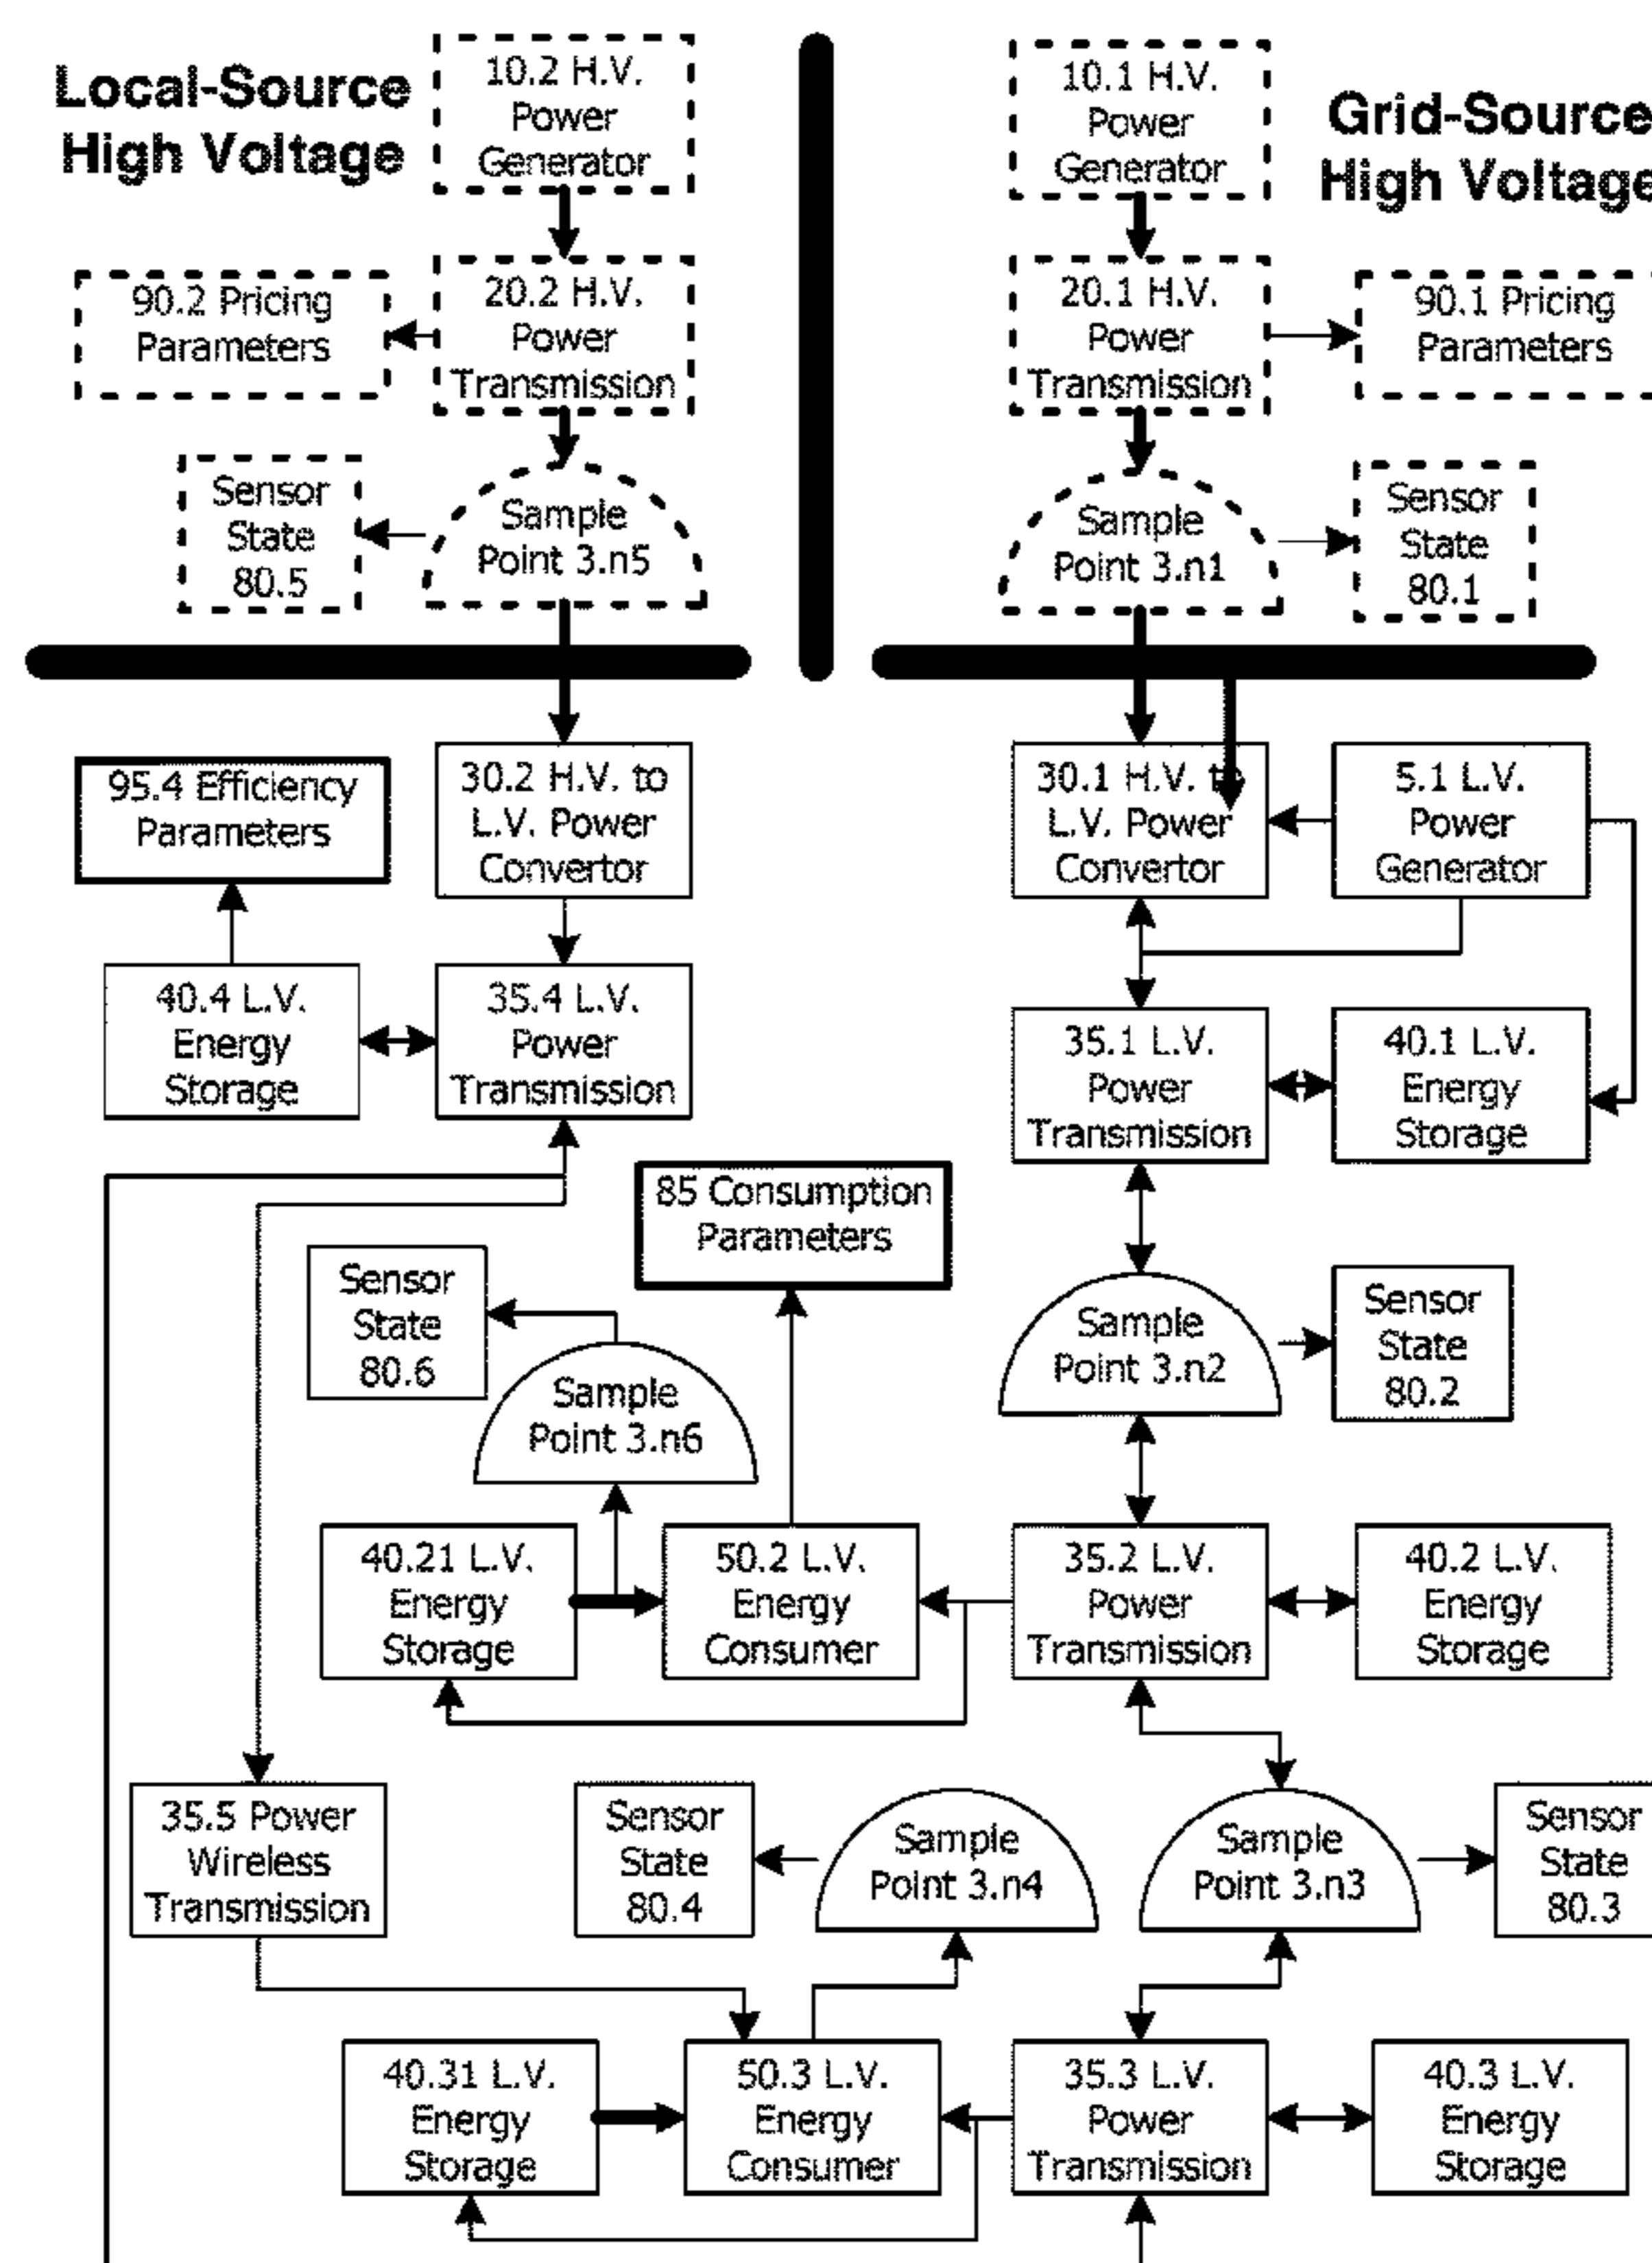 Local-Source
High Voltage
10.2 H.V.
Power
Generator
10.1 H.V.
Power
Generator
Grid-Source
High Voltage
90.2 Pricing
Parameters
20.2 H.V.
Power
Transmission
20.1 H.V.
Power
Transmission
90.1 Pricing
Parameters
Sensor
State
80.5
Sample
Point 3.n5
Sample
Point 3.n1
Sensor
State
80.1
95.4 Efficiency
Parameters
30.2 H.V. to
L.V. Power
Convertor
30.1 H.V. to
L.V. Power
Convertor
5.1 L.V.
Power
Generator
40.4 L.V.
Energy
Storage
35.4 L.V.
Power
Transmission
35.1 L.V.
Power
Transmission
40.1 L.V.
Energy
Storage
85 Consumption
Parameters
Sensor
State
80.6
Sample
Point 3.n6
Sample
Point 3.n2
Sensor
State
80.2
40.21 L.V.
Energy
Storage
50.2 L.V.
Energy
Consumer
35.2 L.V.
Power
Transmission
40.2 L.V.
Energy
Storage
35.5 Power
Wireless
Transmission
Sensor
State
80.4
Sample
Point 3.n4
Sample
Point 3.n3
Sensor
State
80.3
40.31 L.V.
Energy
Storage
50.3 L.V.
Energy
Consumer
35.3 L.V.
Power
Transmission
40.3 L.V.
Energy
Storage